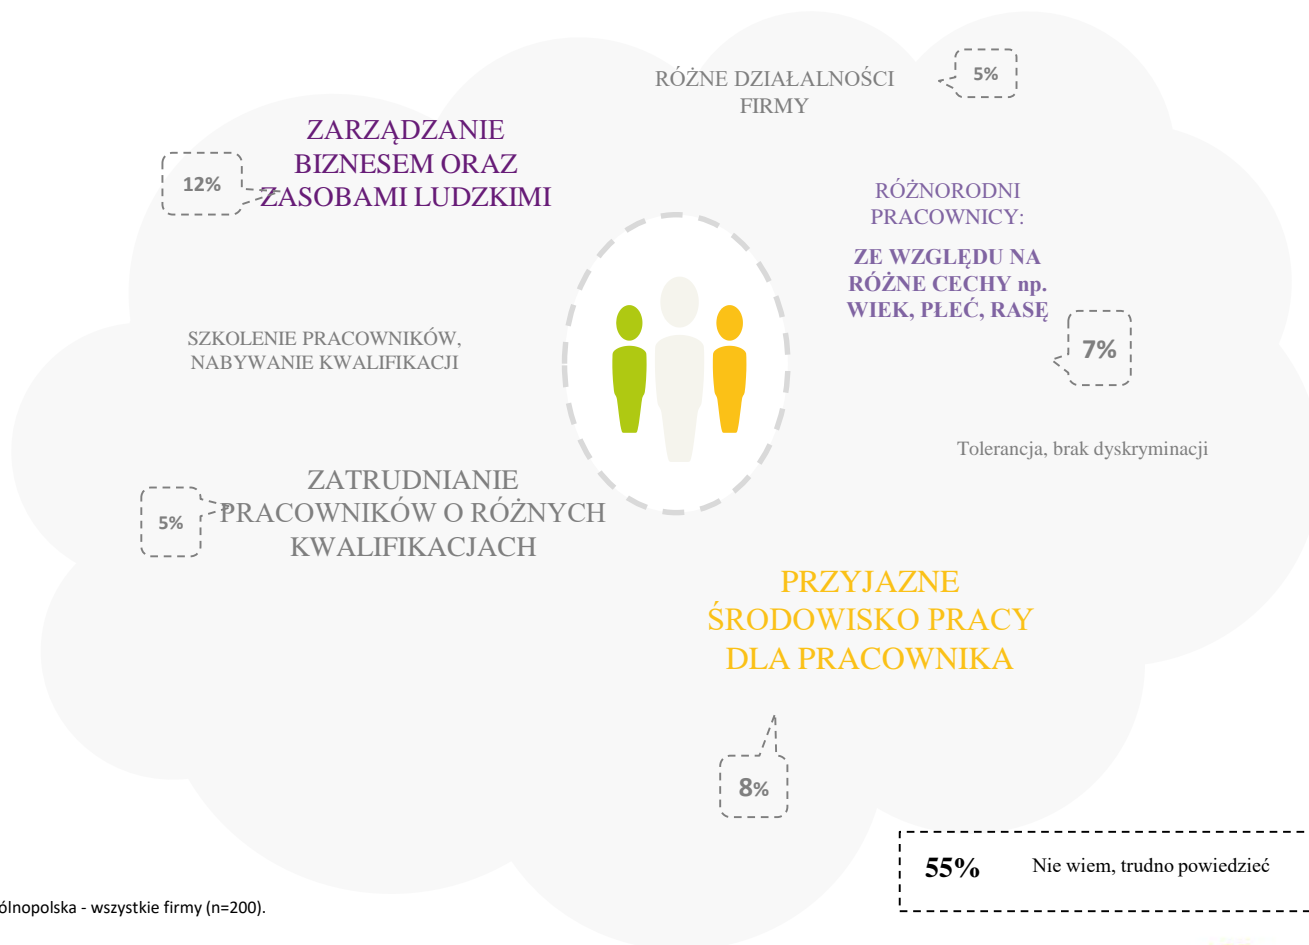 RÓŻNE DZIAŁALNOŚCI
FIRMY
5%
ZARZĄDZANIE
BIZNESEM ORAZ
ZASOBAMI LUDZKIMI
12%
RÓŻNORODNI
PRACOWNICY:
ZE WZGLĘDU NA
RÓŻNE CECHY np.
WIEK, PŁEĆ, RASĘ
7%
SZKOLENIE PRACOWNIKÓW,
NABYWANIE KWALIFIKACJI
Tolerancja, brak dyskryminacji
ZATRUDNIANIE
PRACOWNIKÓW O RÓŻNYCH
KWALIFIKACJACH
5%
PRZYJAZNE
ŚRODOWISKO PRACY
DLA PRACOWNIKA
8%
55% Nie wiem, trudno powiedzieć
ólnopolska - wszystkie firmy (n=200).